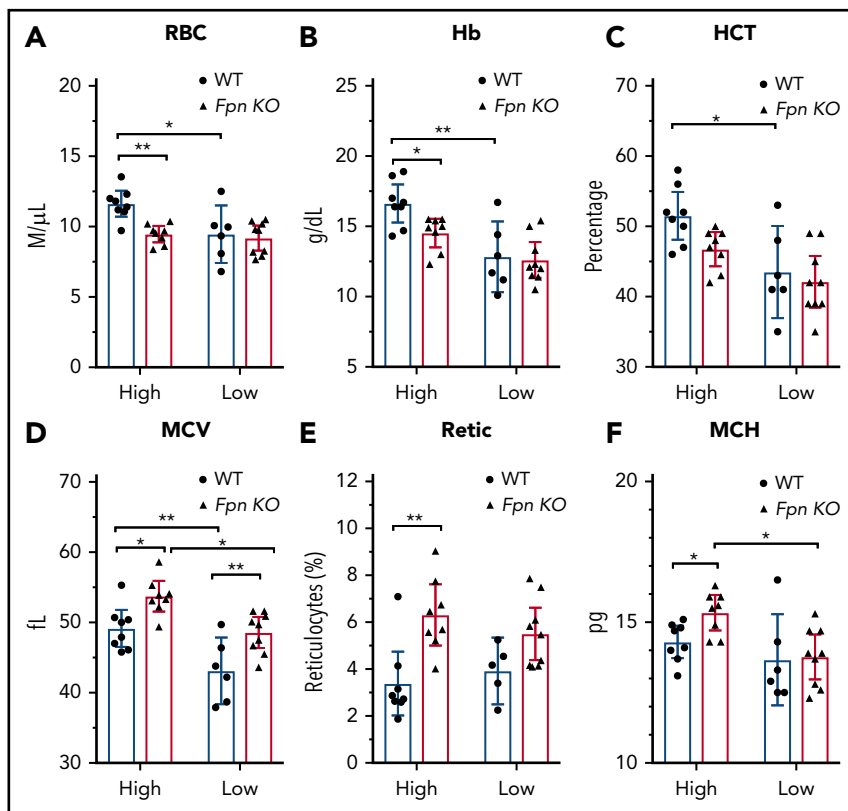 A RBC
WT
Fpn KO
20
15
10
5
0
M/μL
*
**
High Low
B Hb
WT
Fpn KO
25
20
15
10
5
g/dL
**
*
High Low
C HCT
WT
Fpn KO
70
60
50
40
30
Percentage
*
High Low
D MCV
WT
Fpn KO
70
60
50
40
30
fL
**
*
*
**
High Low
E Retic
WT
Fpn KO
12
10
8
6
4
2
0
Reticulocytes (%)
**
High Low
F MCH
WT
Fpn KO
20
15
10
pg
*
*
High Low